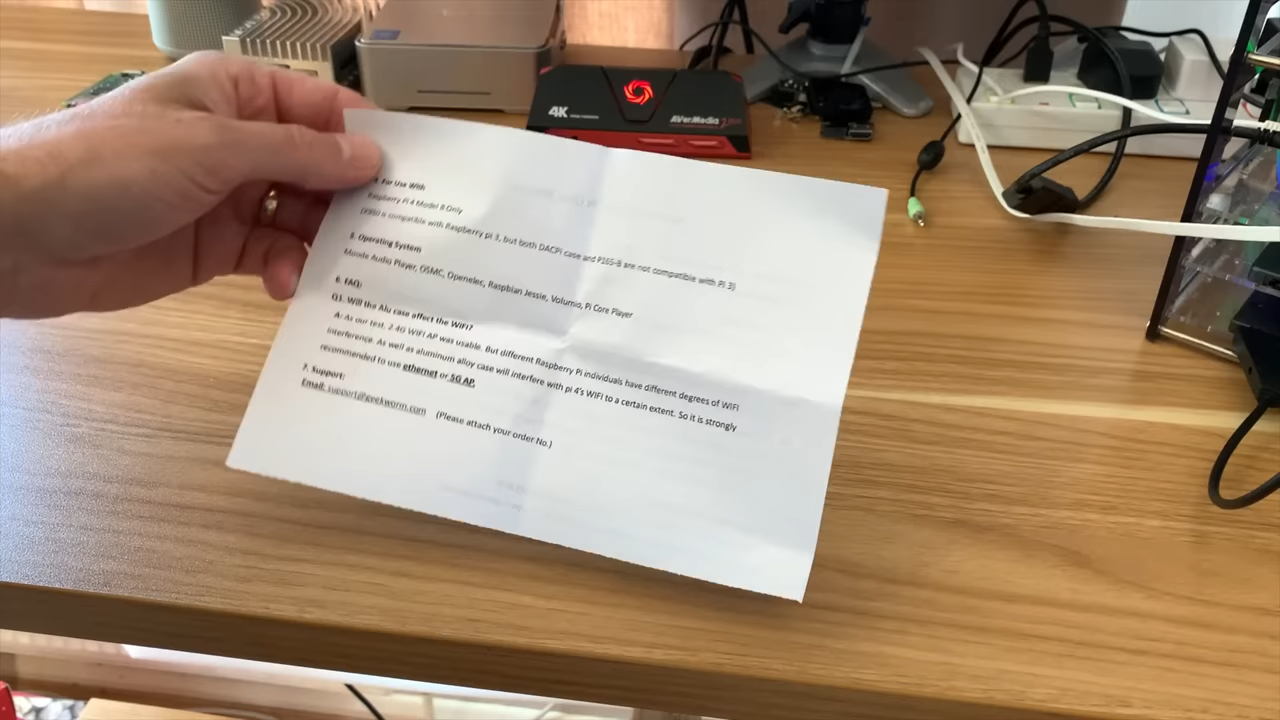 4K
AVerMedia
For Use With
Raspberry Pi 4 Model B Only
(X950 is compatible with Raspberry pi 3, but both DACPi case and P165-B are not compatible with Pi 3)
5. Operating System
Moode Audio Player, OSMC, Openelec, Raspbian Jessie, Volumio, Pi Core Player
6. FAQ:
Q1. Will the Alu case affect the WIFI?
A: As our test, 2.4G WIFI AP was usable. But different Raspberry Pi individuals have different degrees of WIFI
interference. As well as aluminum alloy case will interfere with pi 4's WIFI to a certain extent. So it is strongly
recommended to use ethernet or 5G AP.
7. Support:
Email: support@geekworm.com (Please attach your order No.)